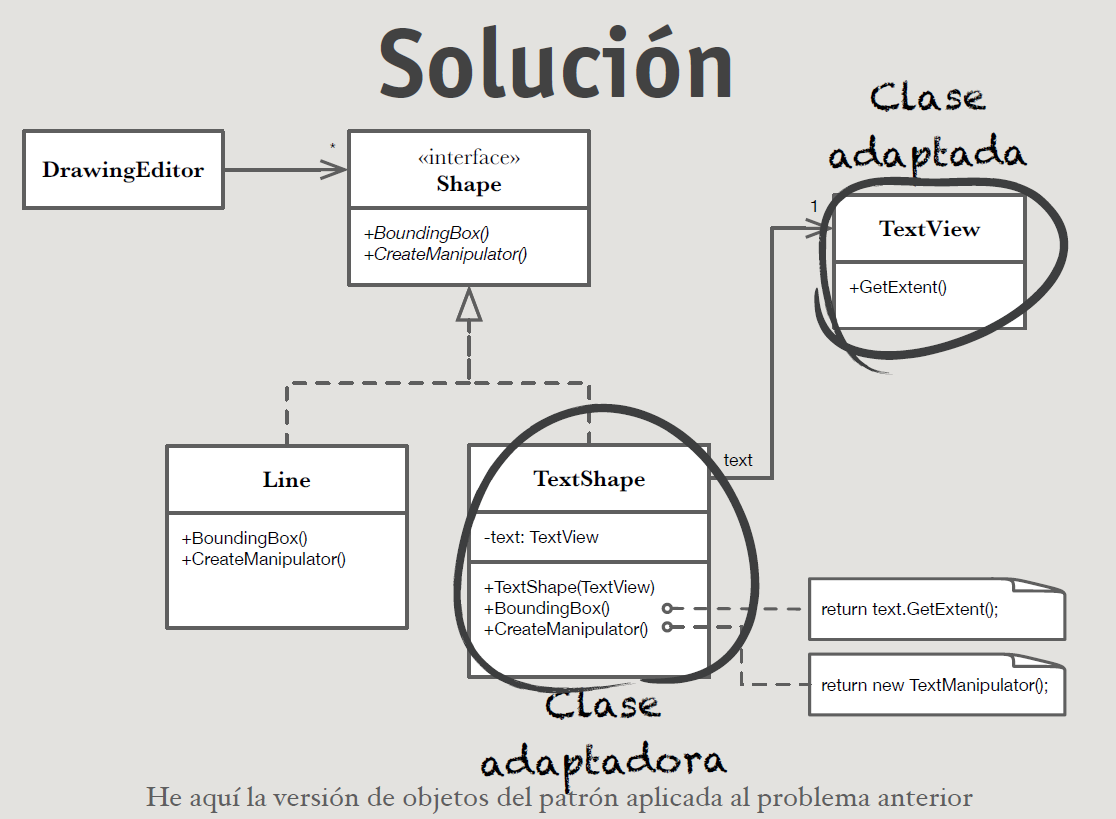 Solución
Clase
adaptada
DrawingEditor
*
«interface»
Shape
+BoundingBox()
+CreateManipulator()
1
TextView
+GetExtent()
Line
+BoundingBox()
+CreateManipulator()
TextShape
text
-text: TextView
+TextShape(TextView)
+BoundingBox()
+CreateManipulator()
return text.GetExtent();
return new TextManipulator();
Clase
adaptadora
He aquí la versión de objetos del patrón aplicada al problema anterior